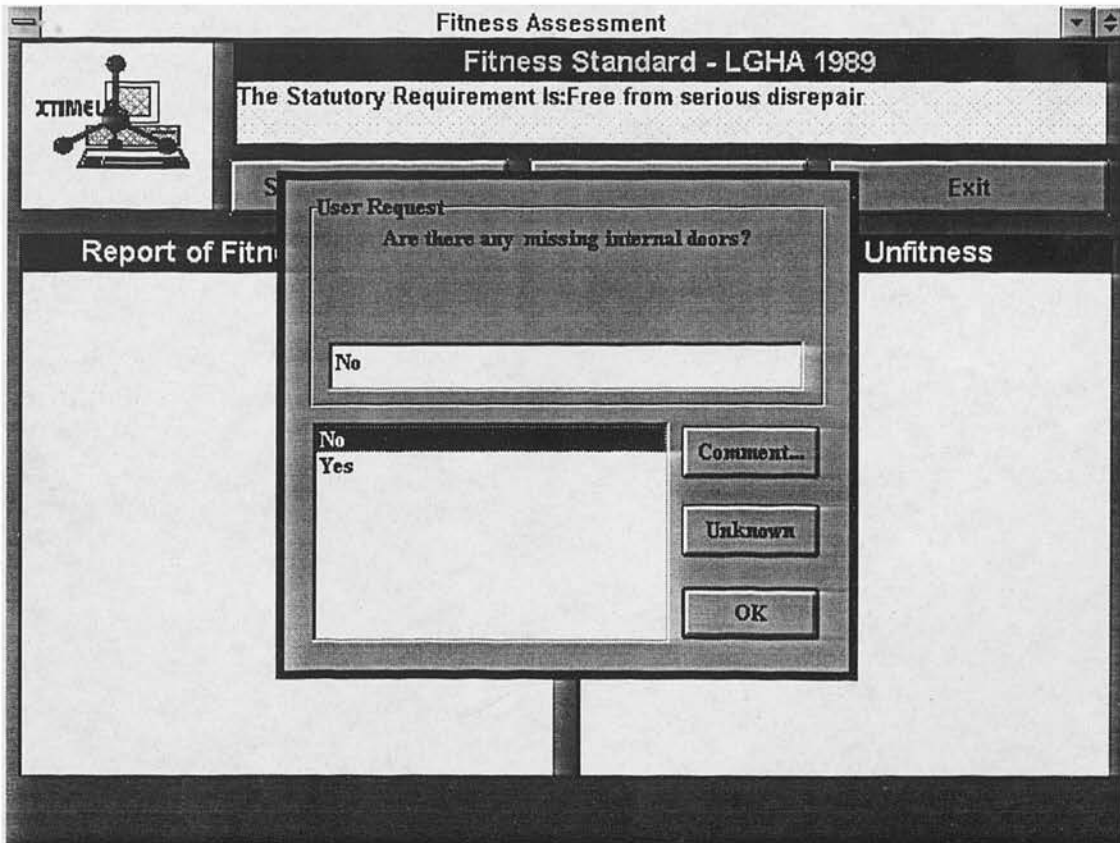 Fitness Assessment
Fitness Standard - LGHA 1989
The Statutory Requirement Is:Free from serious disrepair
XTIMEL
Exit
Report of Fitn
Unfitness
User Request
Are there any missing internal doors?
No
No
Yes
Comment...
Unknown
OK